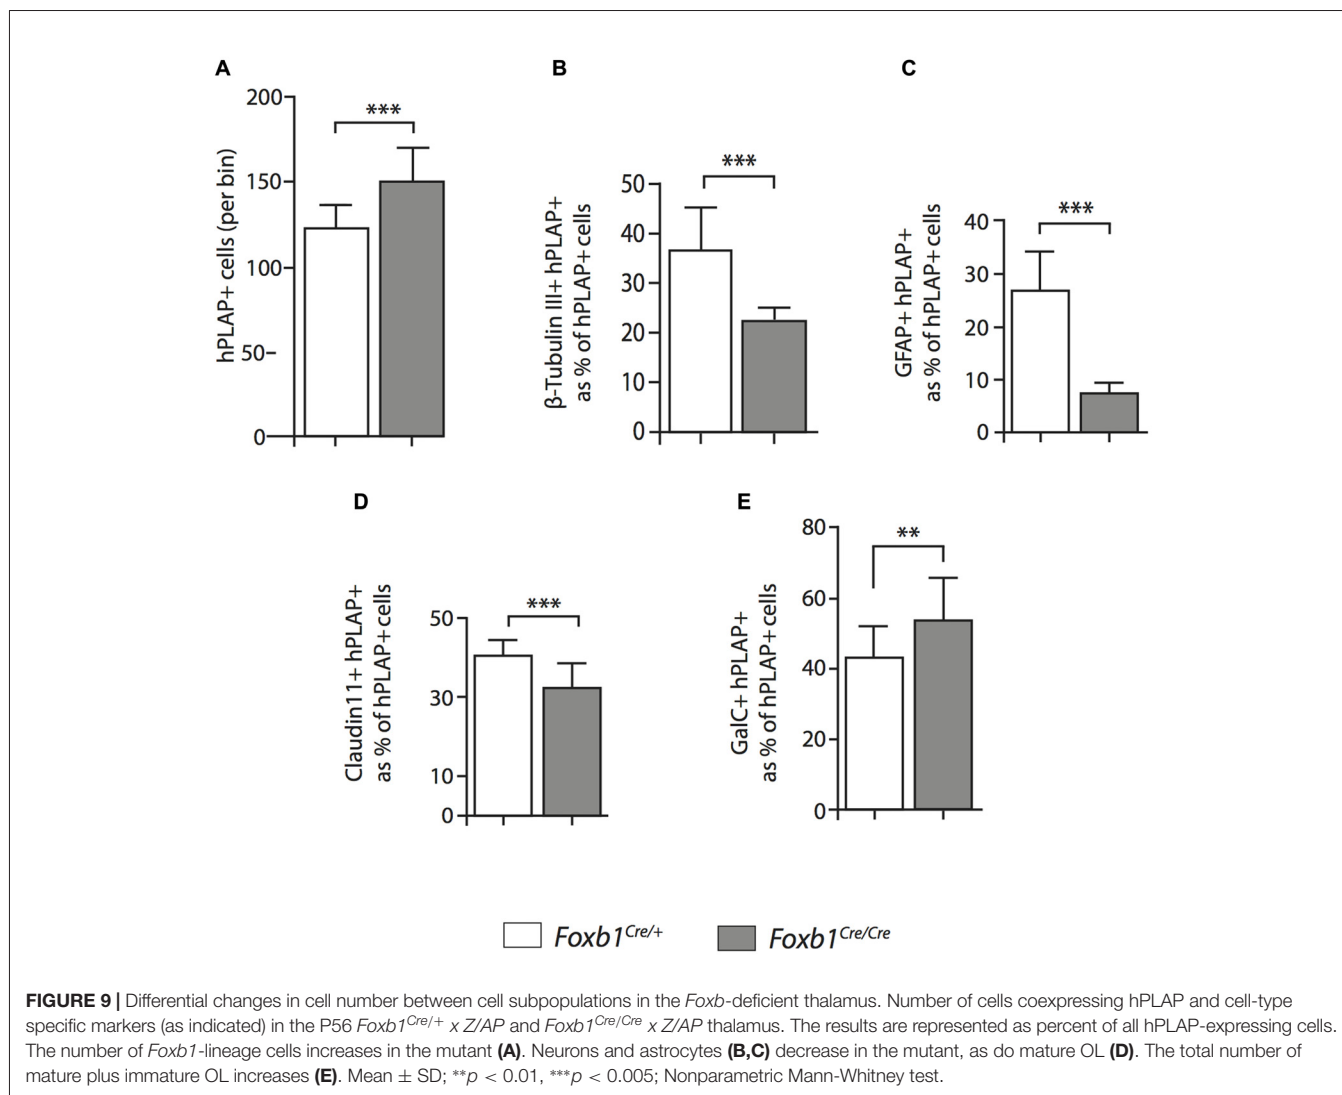 A
200
150
100
50
0
hPLAP+ cells (per bin)
***
B
50
40
30
20
10
0
β-Tubulin III+ hPLAP+
as % of hPLAP+ cells
***
C
40
30
20
10
0
GFAP+ hPLAP+
as % of hPLAP+ cells
***
D
50
30
10
0
Claudin11+ hPLAP+
as % of hPLAP+ cells
***
E
80
60
40
20
0
GalC+ hPLAP+
as % of hPLAP+ cells
**
Foxb1Cre/+ Foxb1Cre/Cre
FIGURE 9 | Differential changes in cell number between cell subpopulations in the Foxb-deficient thalamus. Number of cells coexpressing hPLAP and cell-type
specific markers (as indicated) in the P56 Foxb1Cre/+ x Z/AP and Foxb1Cre/Cre x Z/AP thalamus. The results are represented as percent of all hPLAP-expressing cells.
The number of Foxb1-lineage cells increases in the mutant (A). Neurons and astrocytes (B,C) decrease in the mutant, as do mature OL (D). The total number of
mature plus immature OL increases (E). Mean ± SD; **p < 0.01, ***p < 0.005; Nonparametric Mann-Whitney test.